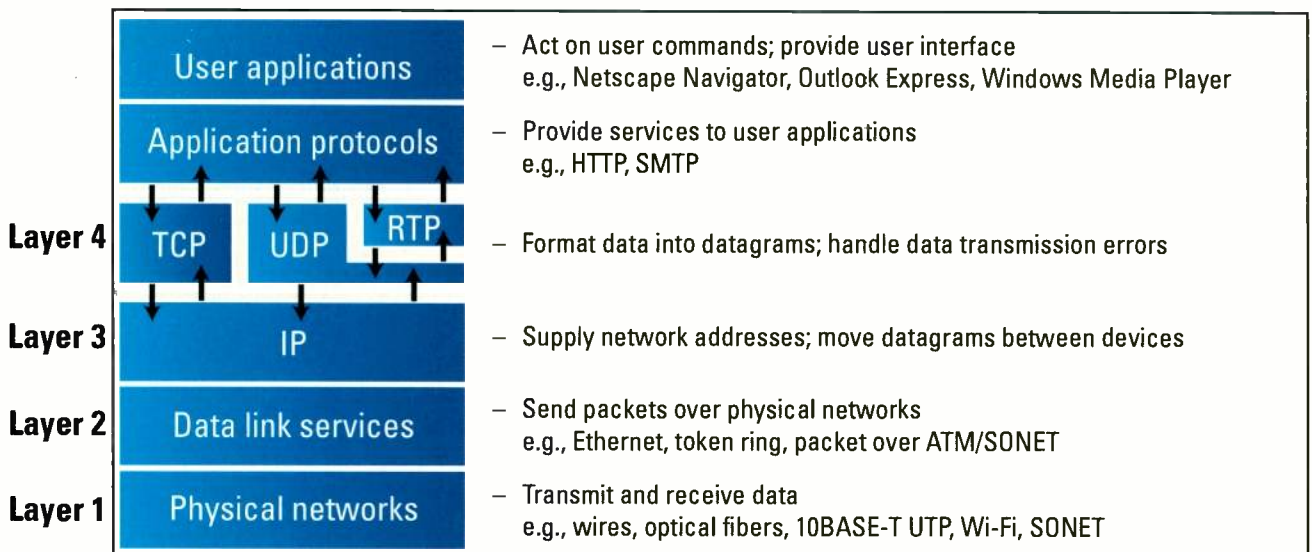 User applications
– Act on user commands; provide user interface
e.g., Netscape Navigator, Outlook Express, Windows Media Player
Application protocols
– Provide services to user applications
e.g., HTTP, SMTP
Layer 4
TCP
UDP
RTP
– Format data into datagrams; handle data transmission errors
Layer 3
IP
– Supply network addresses; move datagrams between devices
Layer 2
Data link services
– Send packets over physical networks
e.g., Ethernet, token ring, packet over ATM/SONET
Layer 1
Physical networks
– Transmit and receive data
e.g., wires, optical fibers, 10BASE-T UTP, Wi-Fi, SONET